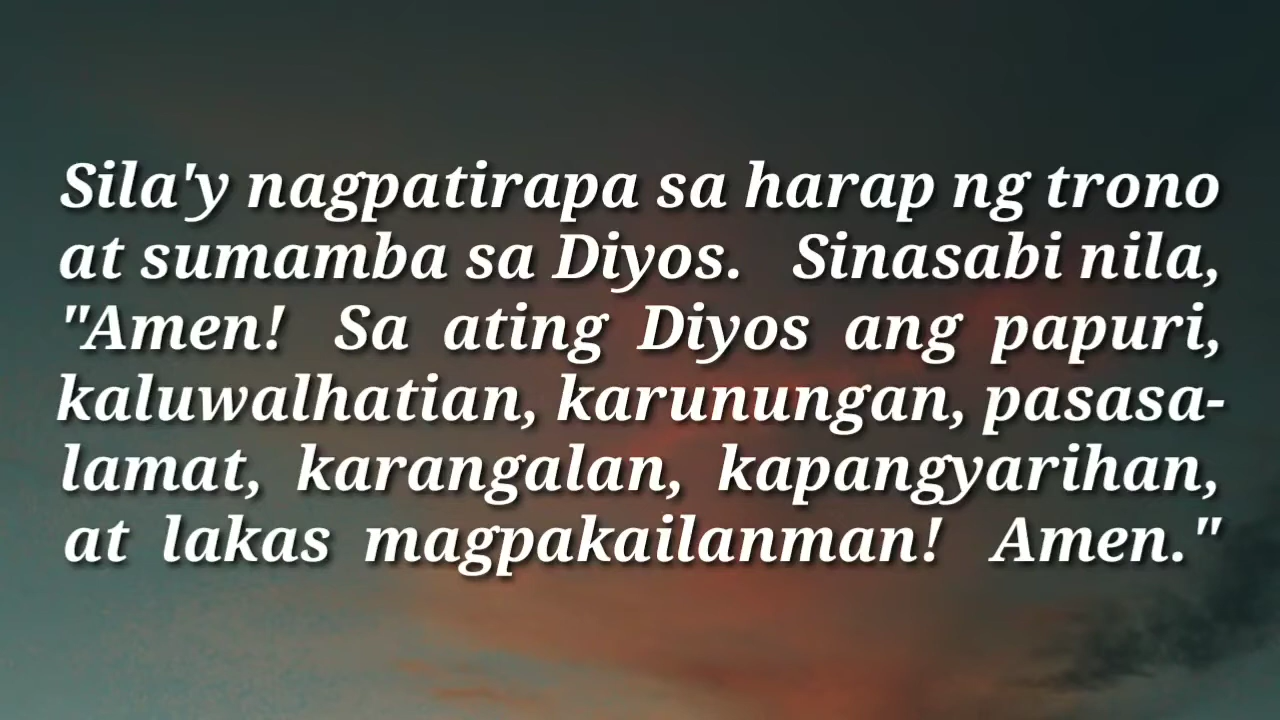 Sila'y nagpatirapa sa harap ng trono
at sumamba sa Diyos. Sinasabi nila,
"Amen! Sa ating Diyos ang papuri,
kaluwalhatian, karunungan, pasasa-
lamat, karangalan, kapangyarihan,
at lakas magpakailanman! Amen."